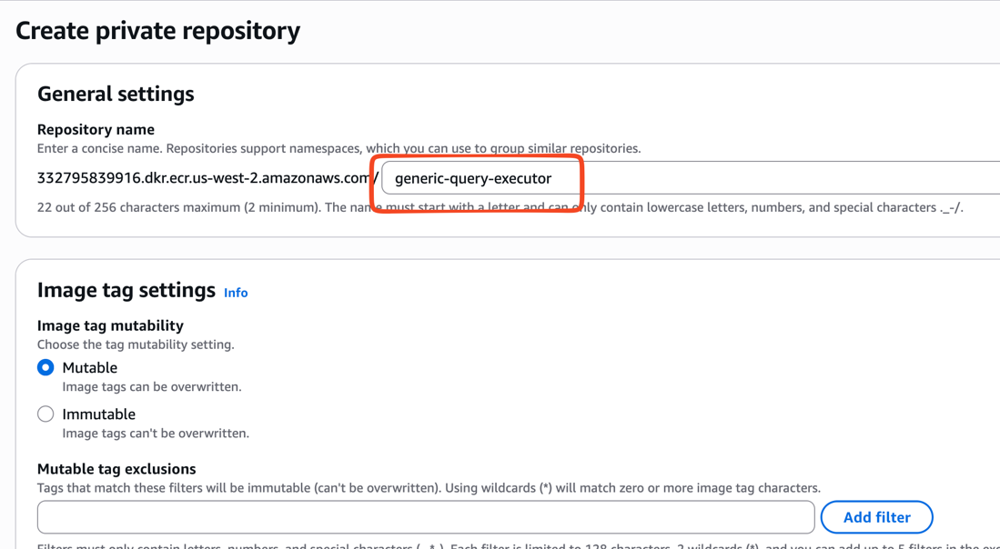 Create private repository
General settings
Repository name
Enter a concise name. Repositories support namespaces, which you can use to group similar repositories.
332795839916.dkr.ecr.us-west-2.amazonaws.com/ generic-query-executor
22 out of 256 characters maximum (2 minimum). The name must start with a letter and can only contain lowercase letters, numbers, and special characters ._-/.
Image tag settings Info
Image tag mutability
Choose the tag mutability setting.
Mutable
Image tags can be overwritten.
Immutable
Image tags can't be overwritten.
Mutable tag exclusions
Tags that match these filters will be immutable (can't be overwritten). Using wildcards (*) will match zero or more image tag characters.
Add filter
Filters must only contain letters, numbers, and special characters (._*-). Each filter is limited to 128 characters, 2 wildcards (*), and you can add up to 5 filters in the